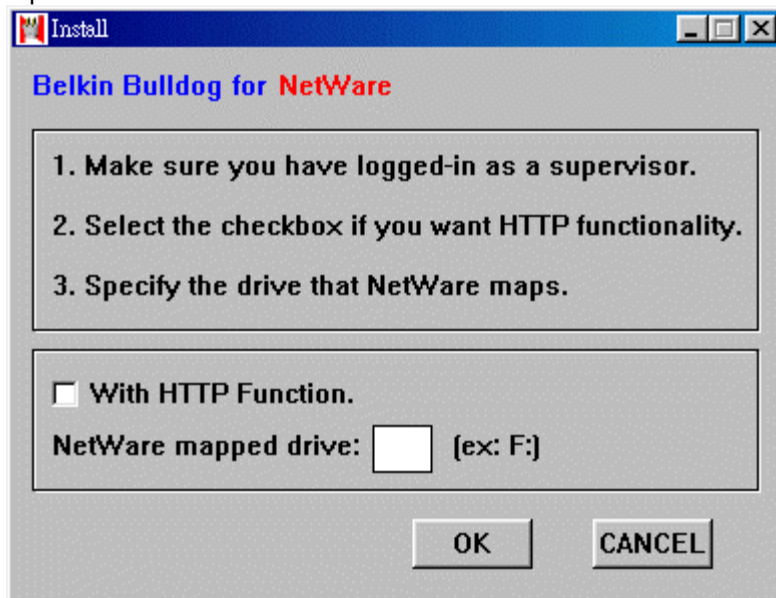 Install
Belkin Bulldog for NetWare
1. Make sure you have logged-in as a supervisor.
2. Select the checkbox if you want HTTP functionality.
3. Specify the drive that NetWare maps.
With HTTP Function.
NetWare mapped drive: (ex: F:)
OK CANCEL